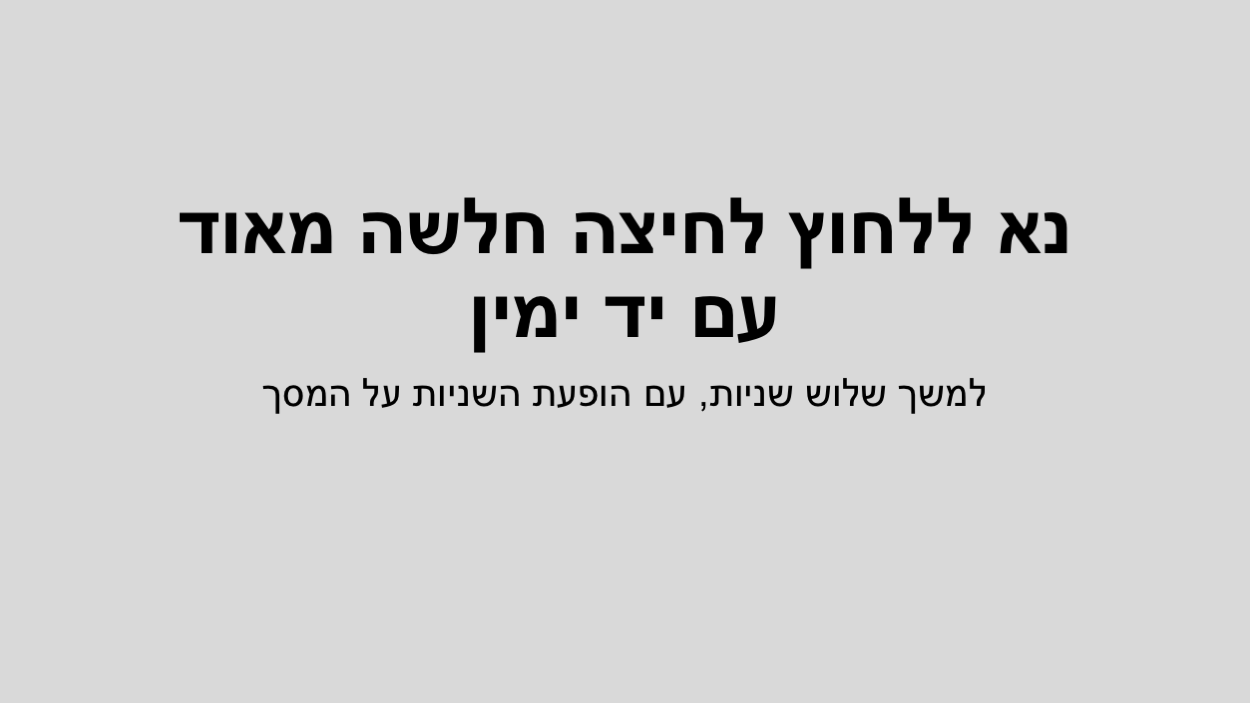 נא ללחוץ לחיצה חלשה מאוד
עם יד ימין
למשך שלוש שניות, עם הופעת השניות על המסך